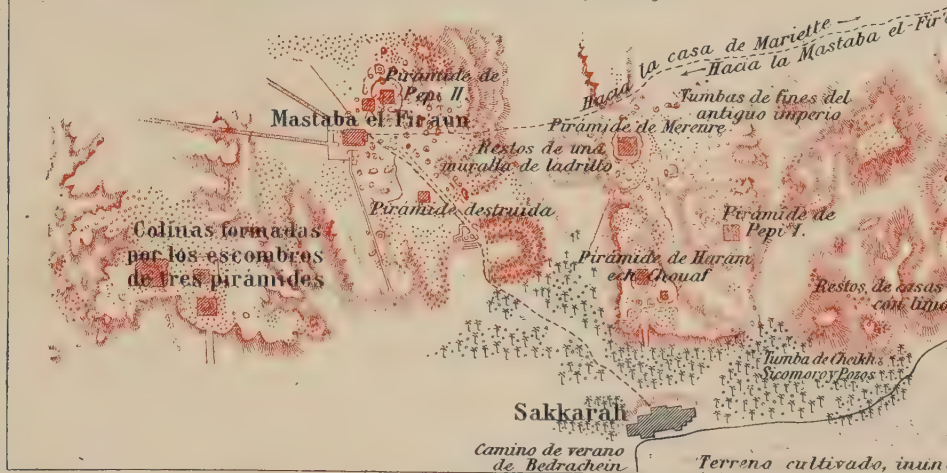 Hacia la casa de Mariette
Hacia la Mastaba el-Fir'a
Pirámide de
Pepi II.
Mastaba el Fir'aun
Tumbas de fines del
antiguo imperio
Pirámide de Merenre
Restos de una
muralla de ladrillo
Pirámide destruida
Colinas formadas
por los escombros
de tres pirámides
Pirámide de
Pepi I.
Pirámide de Haram
ech Chouaf
Restos de casas
con
Tumba de Cheikh
Sicomoro y Pozos
Sakkarah
Camino de verano
de Bedrachein
Terreno cultivado, inun